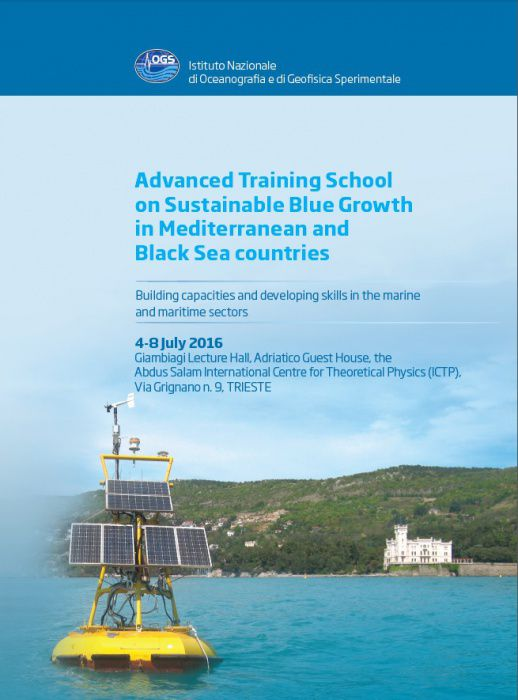 OGS
Istituto Nazionale
di Oceanografia e di Geofisica Sperimentale
Advanced Training School
on Sustainable Blue Growth
in Mediterranean and
Black Sea countries
Building capacities and developing skills in the marine
and maritime sectors
4-8 July 2016
Giambiagi Lecture Hall, Adriatico Guest House, the
Abdus Salam International Centre for Theoretical Physics (ICTP),
Via Grignano n. 9, TRIESTE